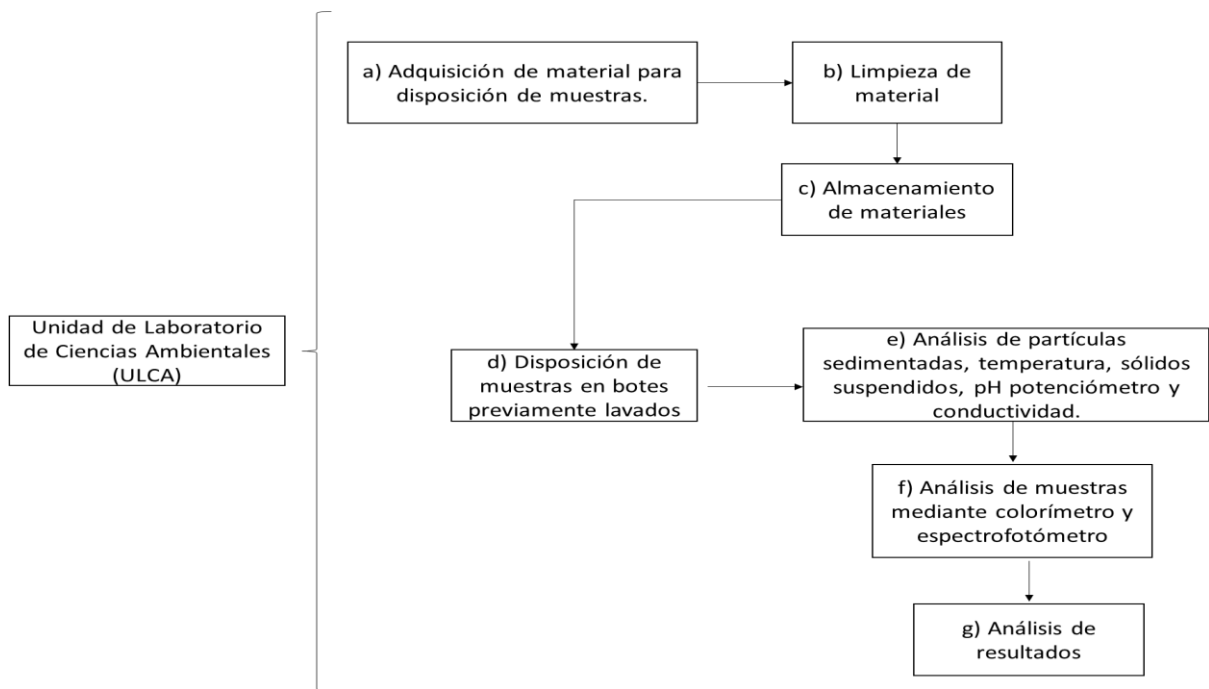 a) Adquisición de material para
disposición de muestras.
b) Limpieza de
material
c) Almacenamiento
de materiales
Unidad de Laboratorio
de Ciencias Ambientales
(ULCA)
d) Disposición de
muestras en botes
previamente lavados
e) Análisis de partículas
sedimentadas, temperatura, sólidos
suspendidos, pH potenciómetro y
conductividad.
f) Análisis de muestras
mediante colorímetro y
espectrofotómetro
g) Análisis de
resultados